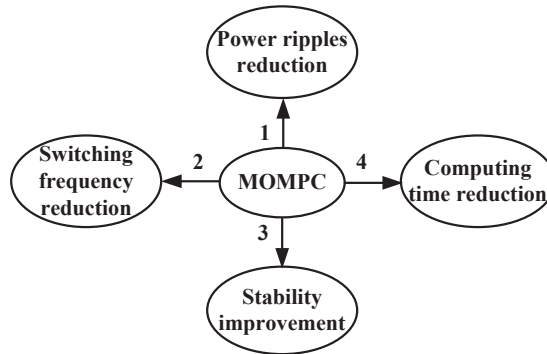 Power ripples
reduction
1
Switching
frequency
reduction
2
MOMPC
4
Computing
time reduction
3
Stability
improvement